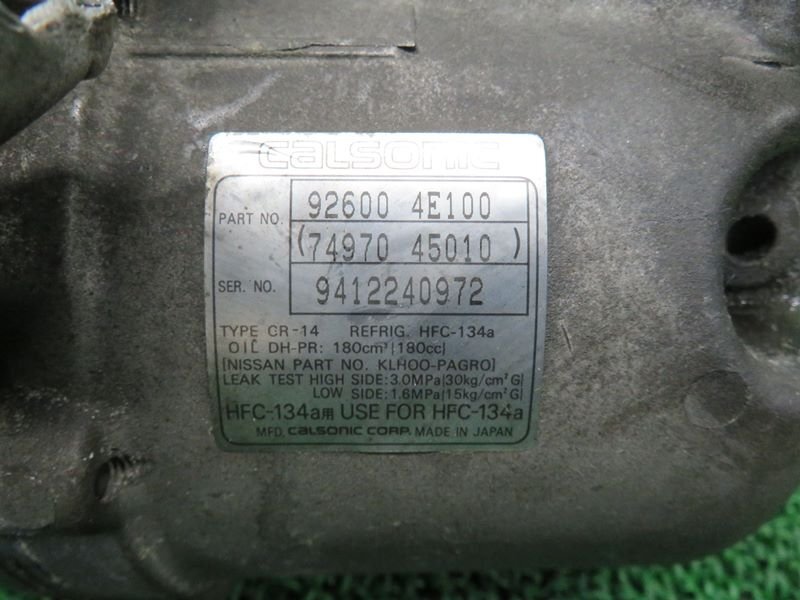 calsonic
PART NO. 92600 4E100
(74970 45010)
SER. NO. 9412240972
TYPE CR-14 REFRIG. HFC-134a
OIL DH-PR: 180cm³(180cc)
[NISSAN PART NO. KLH00-PAGR0]
LEAK TEST HIGH SIDE: 3.0MPa(30kg/cm²G)
LOW SIDE: 1.6MPa(15kg/cm²G)
HFC-134a用 USE FOR HFC-134a
MFD. calsonic CORP. MADE IN JAPAN